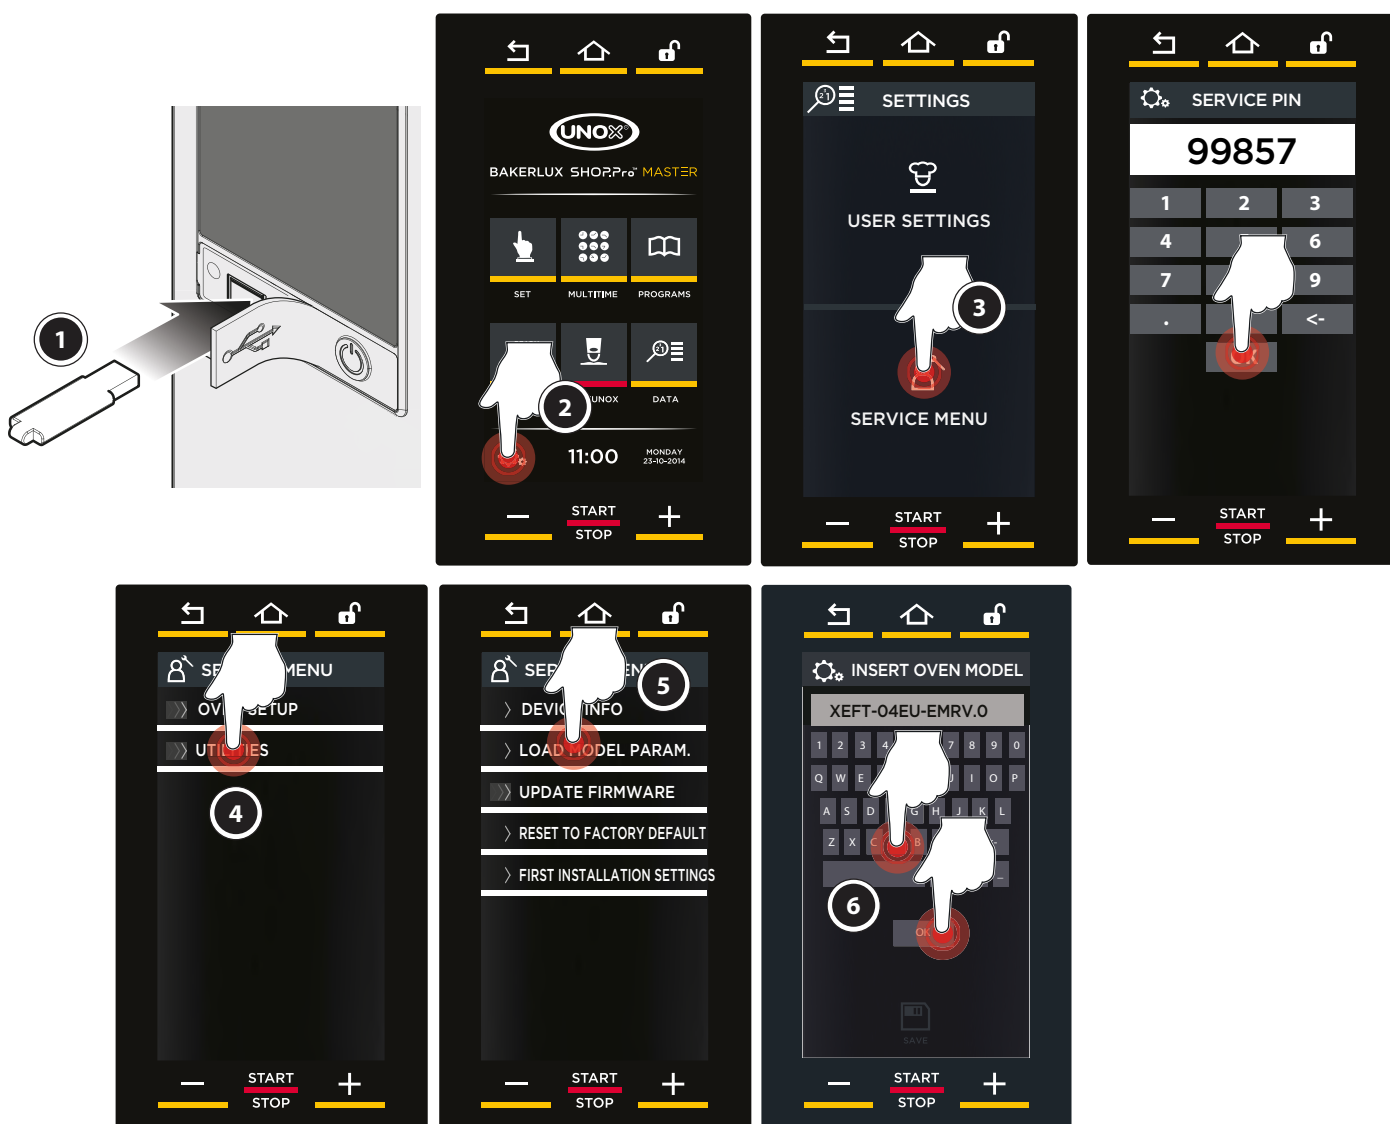 1
UNOX
BAKERLUX SHOP.Pro™ MASTER
SET
MULTITIME
PROGRAMS
UNOX
DATA
2
11:00
MONDAY
23-10-2014
START
STOP
SETTINGS
USER SETTINGS
3
SERVICE MENU
START
STOP
SERVICE PIN
99857
1 2 3
4 6
7 9
. <-
OK
START
STOP
MENU
UTILITIES
4
START
STOP
5
DEVICE INFO
LOAD MODEL PARAM.
UPDATE FIRMWARE
RESET TO FACTORY DEFAULT
FIRST INSTALLATION SETTINGS
START
STOP
INSERT OVEN MODEL
XEFT-04EU-EMRV.0
1 2 3 4 7 8 9 0
Q W E U I O P
A S D G H J K L
Z X C B -
_
6
OK
SAVE
START
STOP